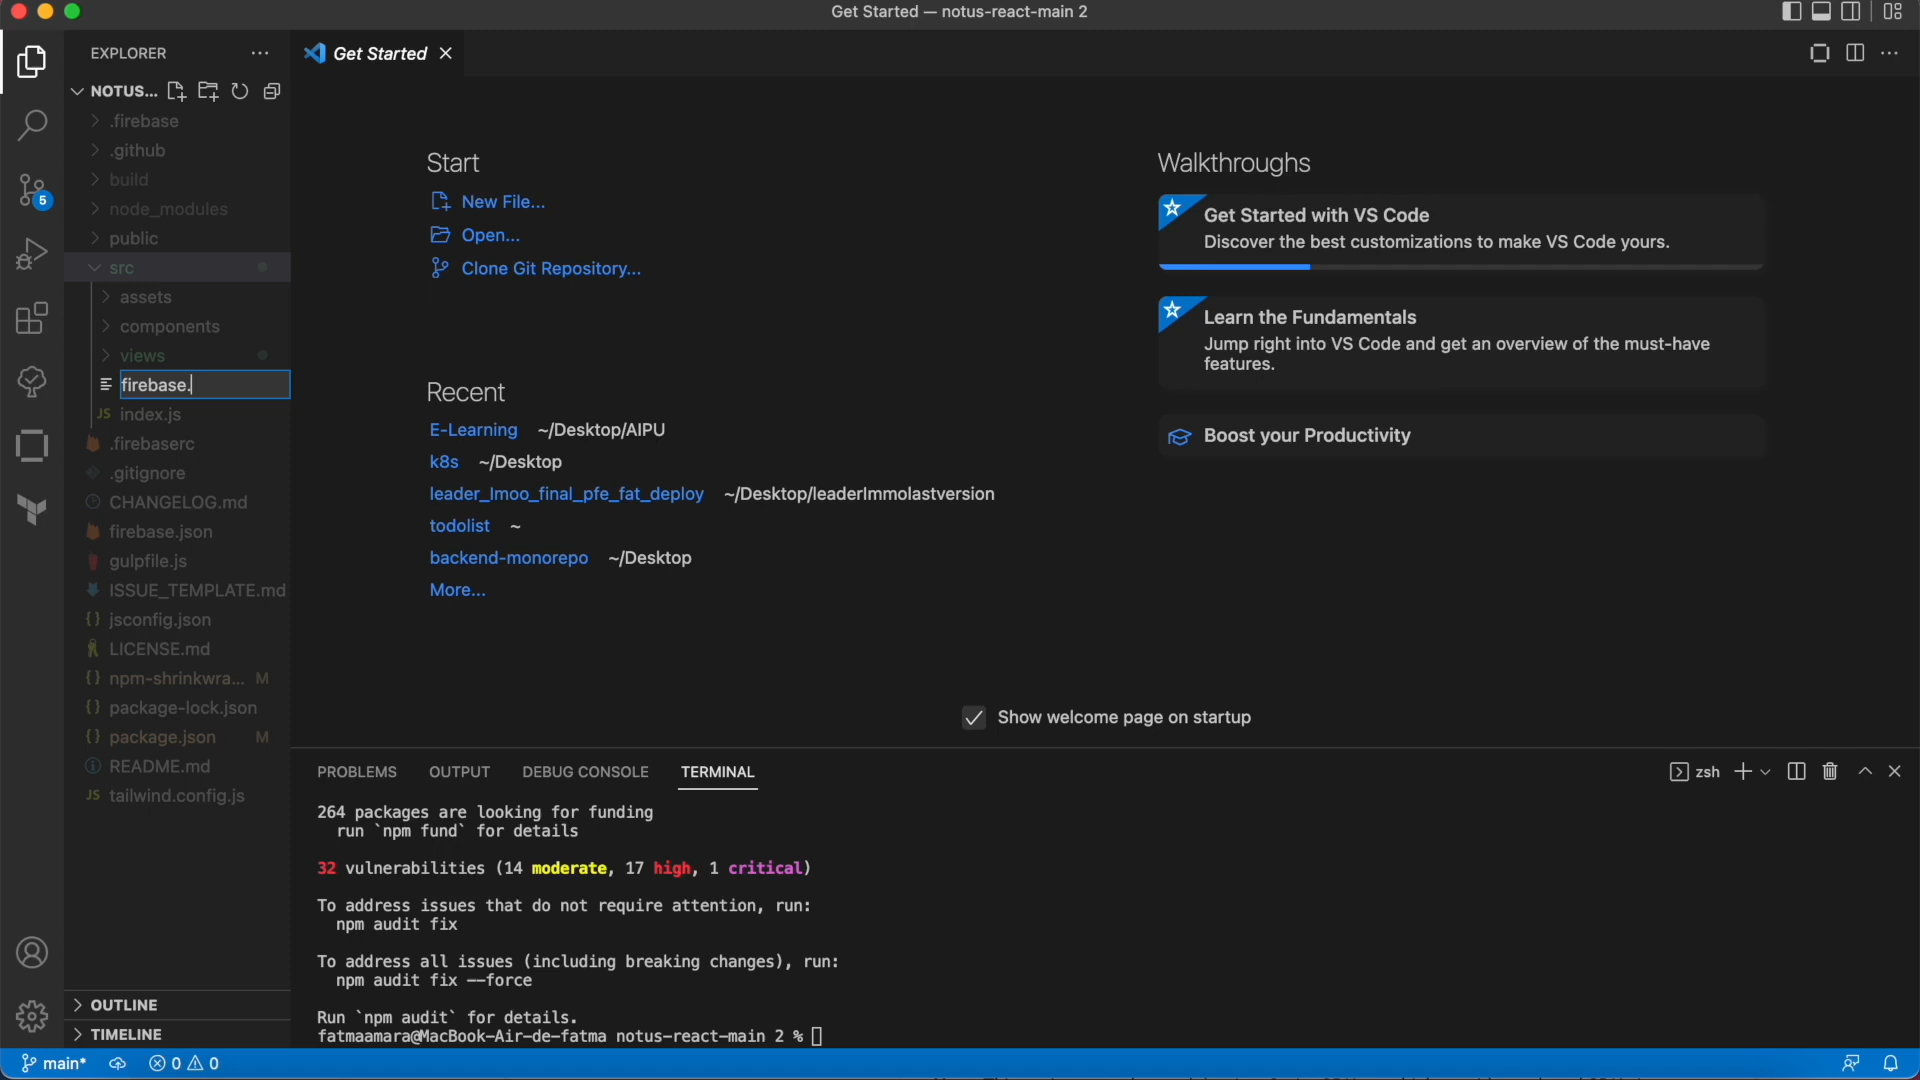 Get Started — notus-react-main 2
EXPLORER
Get Started
NOTUS...
.firebase
.github
build
node_modules
public
src
assets
components
views
firebase.
JS index.js
.firebaserc
.gitignore
CHANGELOG.md
firebase.json
gulpfile.js
ISSUE_TEMPLATE.md
{} jsconfig.json
LICENSE.md
{} npm-shrinkwra... M
{} package-lock.json
{} package.json M
README.md
JS tailwind.config.js
OUTLINE
TIMELINE
5
Start
New File...
Open...
Clone Git Repository...
Recent
E-Learning ~/Desktop/AIPU
k8s ~/Desktop
leader_Imoo_final_pfe_fat_deploy ~/Desktop/leaderImmolastversion
todolist ~
backend-monorepo ~/Desktop
More...
Walkthroughs
Get Started with VS Code
Discover the best customizations to make VS Code yours.
Learn the Fundamentals
Jump right into VS Code and get an overview of the must-have
features.
Boost your Productivity
Show welcome page on startup
PROBLEMS OUTPUT DEBUG CONSOLE TERMINAL
zsh
264 packages are looking for funding
run `npm fund` for details
32 vulnerabilities (14 moderate, 17 high, 1 critical)
To address issues that do not require attention, run:
npm audit fix
To address all issues (including breaking changes), run:
npm audit fix --force
Run `npm audit` for details.
fatmaamara@MacBook-Air-de-fatma notus-react-main 2 %
main* 0 0